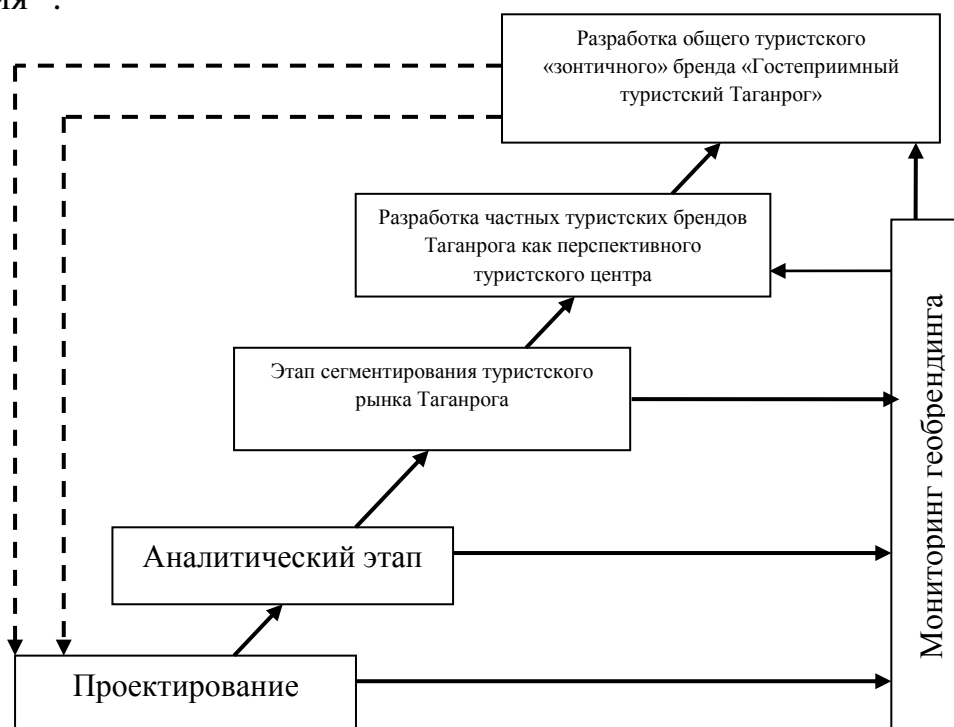 ия .
Разработка общего туристского
«зонтичного» бренда «Гостеприимный
туристский Таганрог»
Разработка частных туристских брендов
Таганрога как перспективного
туристского центра
Этап сегментирования туристского
рынка Таганрога
Аналитический этап
Проектирование
Мониторинг геобрендинга